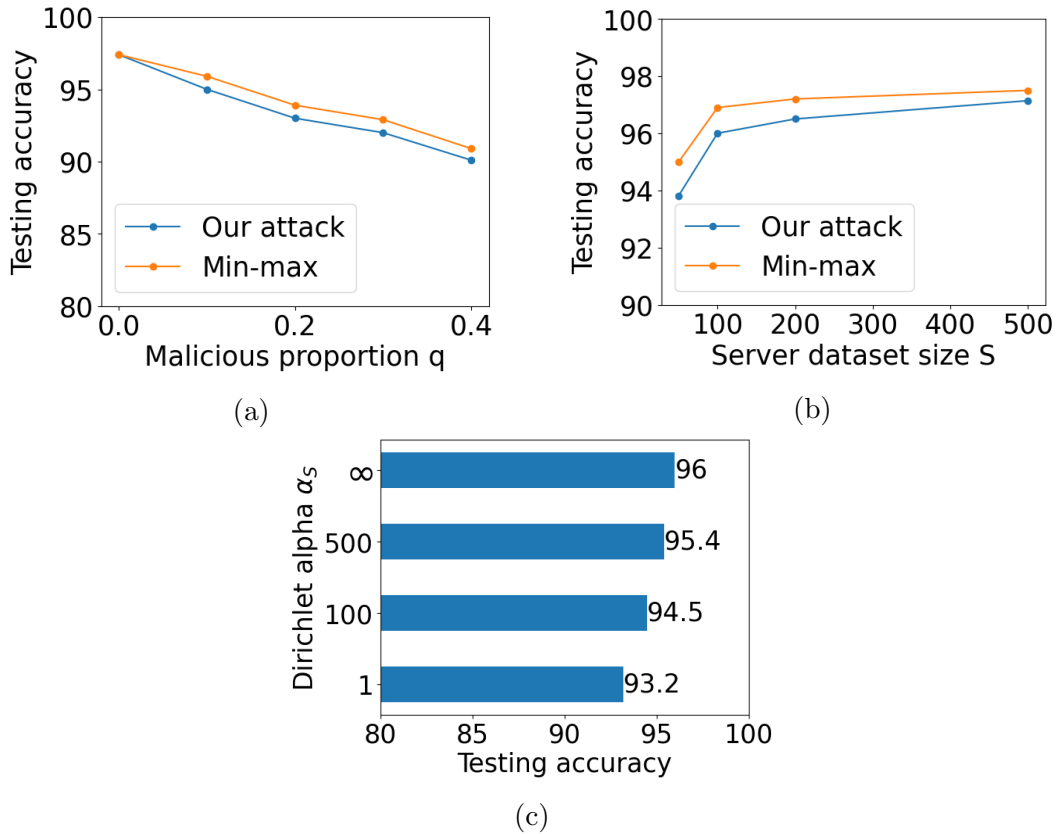 100
95
90
85
80
Testing accuracy
Our attack
Min-max
0.0
0.2
0.4
Malicious proportion q
(a)
100
98
96
94
92
90
Testing accuracy
Our attack
Min-max
100
200
300
400
500
Server dataset size S
(b)
Dirichlet alpha αₛ
∞
96
500
95.4
100
94.5
1
93.2
80
85
90
95
100
Testing accuracy
(c)